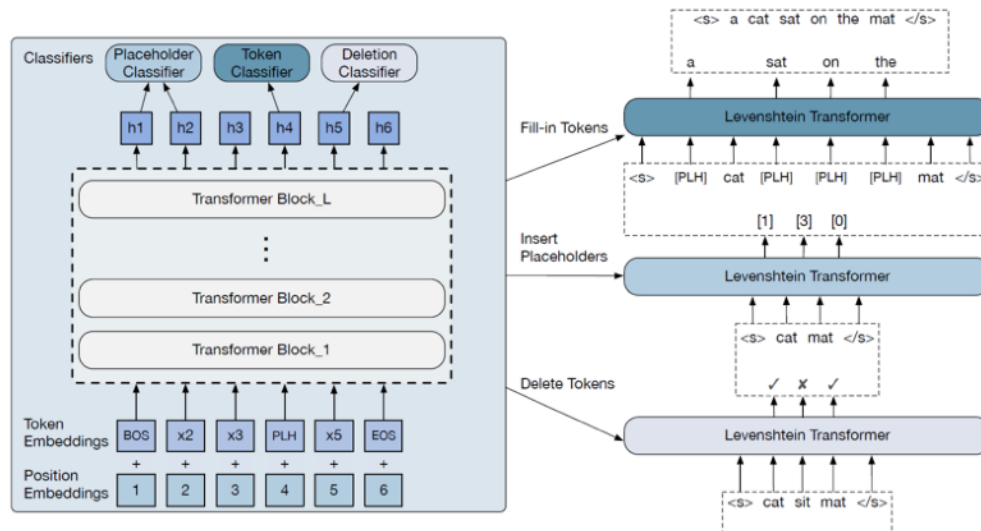 Classifiers
Placeholder Classifier
Token Classifier
Deletion Classifier
h1 h2 h3 h4 h5 h6
Transformer Block_L
⋮
Transformer Block_2
Transformer Block_1
Token Embeddings
BOS x2 x3 PLH x5 EOS
+ + + + + +
Position Embeddings
1 2 3 4 5 6
Fill-in Tokens
Insert Placeholders
Delete Tokens
<s> a cat sat on the mat </s>
a sat on the
Levenshtein Transformer
<s> [PLH] cat [PLH] [PLH] [PLH] mat </s>
[1] [3] [0]
Levenshtein Transformer
<s> cat mat </s>
✓ ✘ ✓
Levenshtein Transformer
<s> cat sit mat </s>